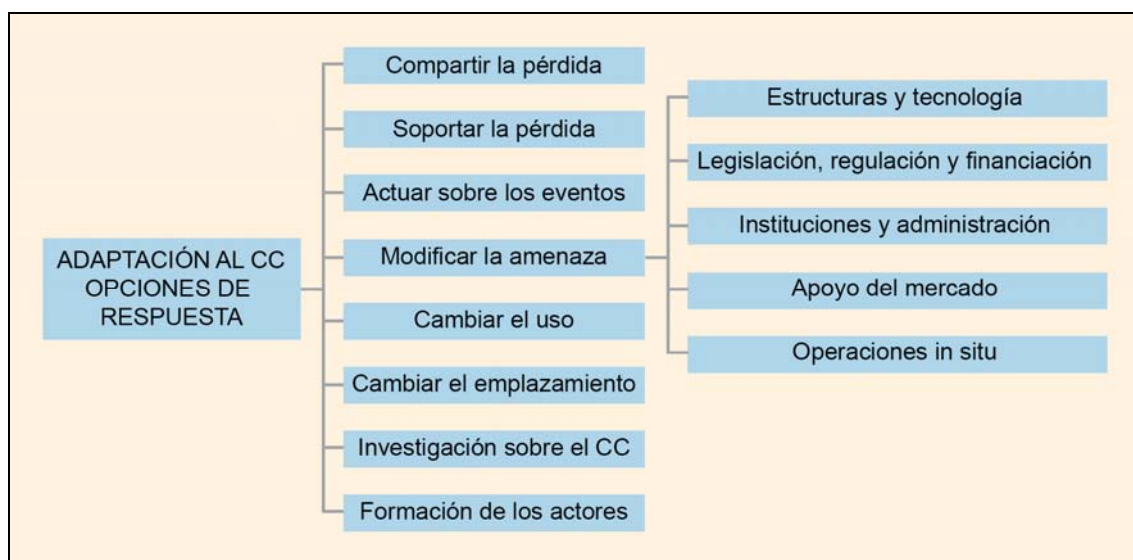 ADAPTACIÓN AL CC
OPCIONES DE
RESPUESTA
Compartir la pérdida
Soportar la pérdida
Actuar sobre los eventos
Modificar la amenaza
Cambiar el uso
Cambiar el emplazamiento
Investigación sobre el CC
Formación de los actores
Estructuras y tecnología
Legislación, regulación y financiación
Instituciones y administración
Apoyo del mercado
Operaciones in situ